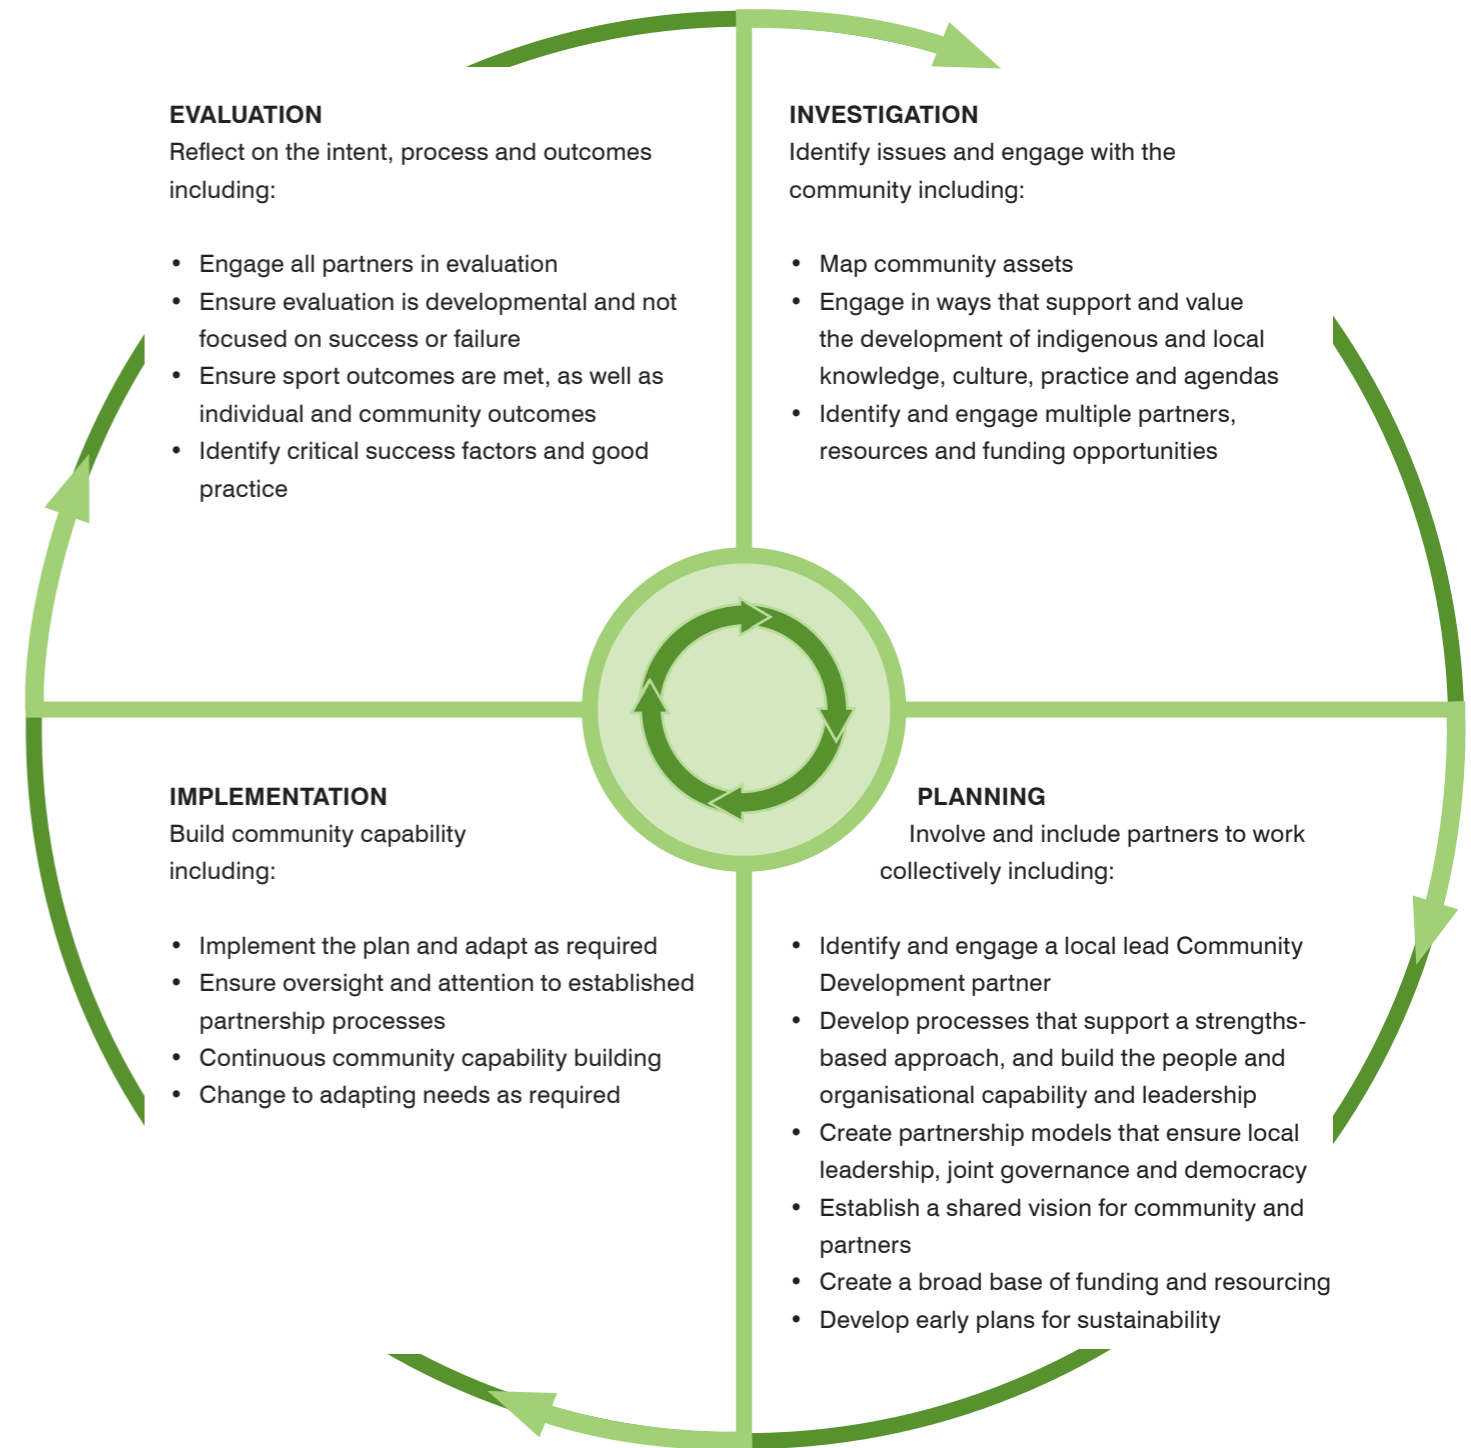 EVALUATION
Reflect on the intent, process and outcomes
including:
• Engage all partners in evaluation
• Ensure evaluation is developmental and not
focused on success or failure
• Ensure sport outcomes are met, as well as
individual and community outcomes
• Identify critical success factors and good
practice
INVESTIGATION
Identify issues and engage with the
community including:
• Map community assets
• Engage in ways that support and value
the development of indigenous and local
knowledge, culture, practice and agendas
• Identify and engage multiple partners,
resources and funding opportunities
IMPLEMENTATION
Build community capability
including:
• Implement the plan and adapt as required
• Ensure oversight and attention to established
partnership processes
• Continuous community capability building
• Change to adapting needs as required
PLANNING
Involve and include partners to work
collectively including:
• Identify and engage a local lead Community
Development partner
• Develop processes that support a strengths-
based approach, and build the people and
organisational capability and leadership
• Create partnership models that ensure local
leadership, joint governance and democracy
• Establish a shared vision for community and
partners
• Create a broad base of funding and resourcing
• Develop early plans for sustainability